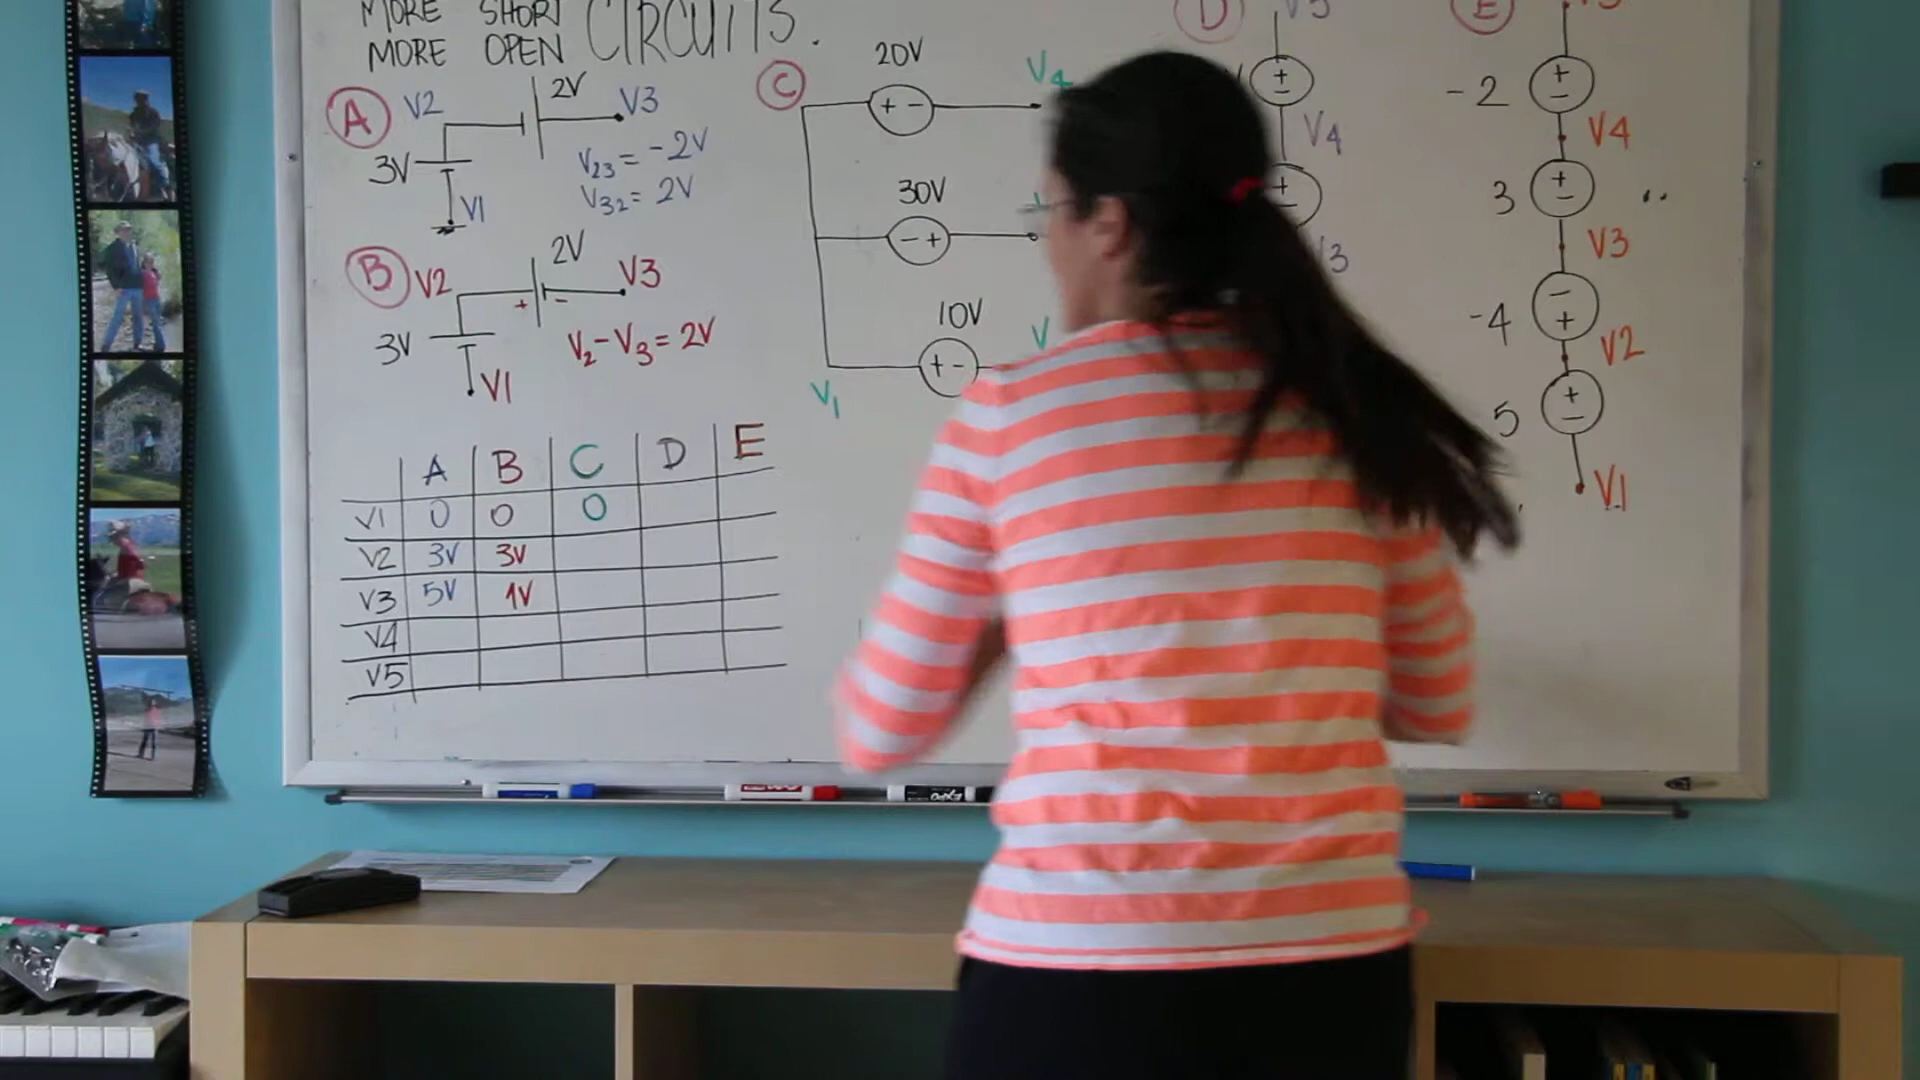 MORE SHORT
MORE OPEN CIRCUITS.
A
V2
2V
V3
3V
V1
V23 = -2V
V32 = 2V
B
V2
2V
V3
+ -
3V
V1
V2 - V3 = 2V
C
20V
+ -
V4
30V
- +
10V
+ -
V
V1
D
V5
+ -
V4
+
V3
E
-2
+ -
V4
3
+ -
V3
-4
- +
V2
5
+ -
V1
A B C D E
V1 0 0 0
V2 3V 3V
V3 5V 1V
V4
V5
EXPO